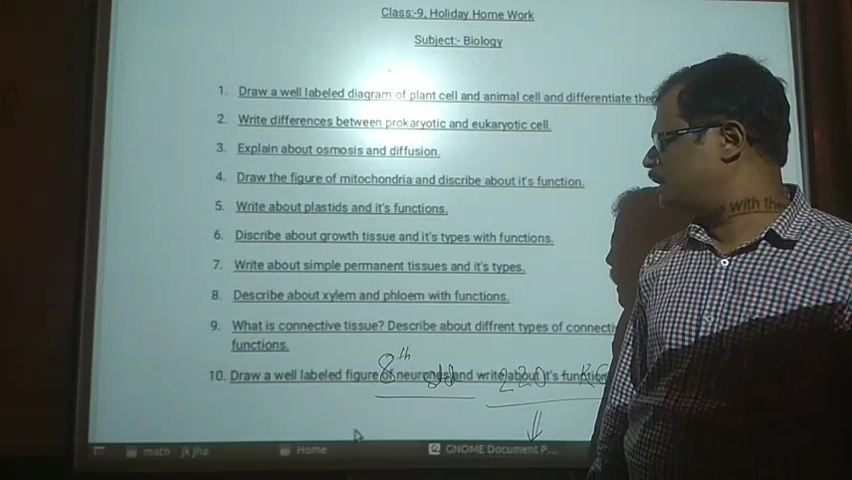 Class:-9, Holiday Home Work
Subject:- Biology
1. Draw a well labeled diagram of plant cell and animal cell and differentiate
2. Write differences between prokaryotic and eukaryotic cell.
3. Explain about osmosis and diffusion.
4. Draw the figure of mitochondria and discribe about it's function.
5. Write about plastids and it's functions.
with the
6. Discribe about growth tissue and it's types with functions.
7. Write about simple permanent tissues and it's types.
8. Describe about xylem and phloem with functions.
9. What is connective tissue? Describe about diffrent types of
functions.
8th
10. Draw a well labeled figure of and write about it's function
220
math jk jha Home GNOME Document P...